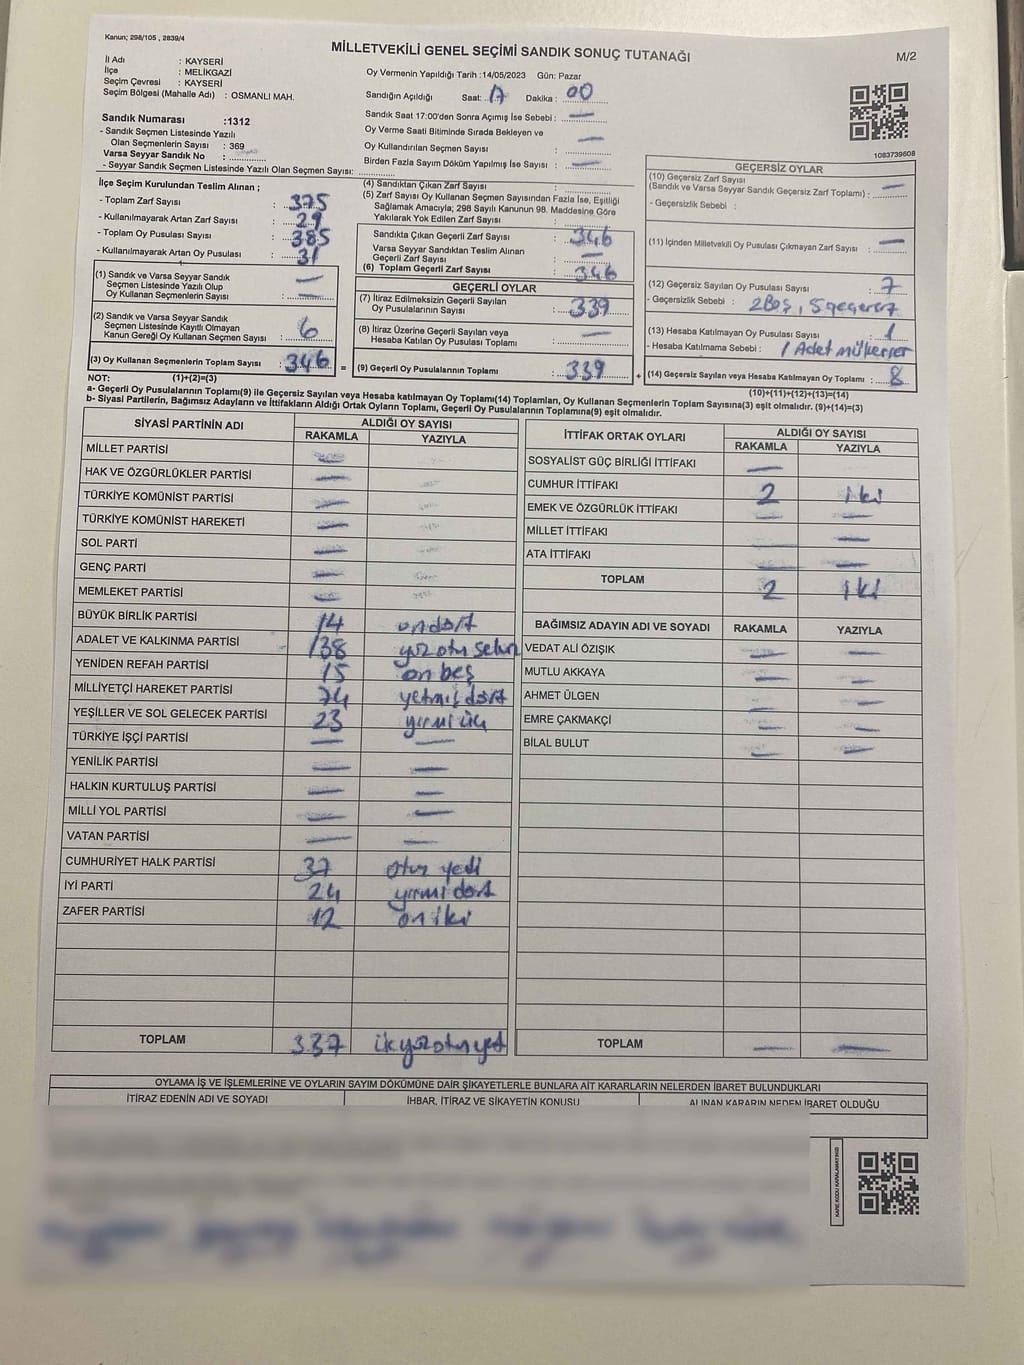 Kanun; 298/105 , 2839/4
MİLLETVEKİLİ GENEL SEÇİMİ SANDIK SONUÇ TUTANAĞI
M/2
İl Adı : KAYSERİ
İlçe : MELİKGAZİ
Seçim Çevresi : KAYSERİ
Seçim Bölgesi (Mahalle Adı) : OSMANLI MAH.
Oy Vermenin Yapıldığı Tarih :14/05/2023 Gün: Pazar
Sandığın Açıldığı Saat: 17 Dakika : 00
Sandık Saat 17:00'den Sonra Açımış İse Sebebi : —
Oy Verme Saati Bitiminde Sırada Bekleyen ve
Oy Kullandırılan Seçmen Sayısı : —
Birden Fazla Sayım Döküm Yapılmış İse Sayısı : —
Sandık Numarası :1312
- Sandık Seçmen Listesinde Yazılı
Olan Seçmenlerin Sayısı : 369
Varsa Seyyar Sandık No :
- Seyyar Sandık Seçmen Listesinde Yazılı Olan Seçmen Sayısı:
1083739608
İlçe Seçim Kurulundan Teslim Alınan ;
- Toplam Zarf Sayısı : 375
- Kullanılmayarak Artan Zarf Sayısı : 29
- Toplam Oy Pusulası Sayısı : 385
- Kullanılmayarak Artan Oy Pusulası : 31
(1) Sandık ve Varsa Seyyar Sandık
Seçmen Listesinde Yazılı Olup
Oy Kullanan Seçmenlerin Sayısı : —
(2) Sandık ve Varsa Seyyar Sandık
Seçmen Listesinde Kayıtlı Olmayan
Kanun Gereği Oy Kullanan Seçmen Sayısı : 6
(3) Oy Kullanan Seçmenlerin Toplam Sayısı : 346 =
(1)+(2)=(3)
(4) Sandıktan Çıkan Zarf Sayısı :
(5) Zarf Sayısı Oy Kullanan Seçmen Sayısından Fazla İse, Eşitliği
Sağlamak Amacıyla; 298 Sayılı Kanunun 98. Maddesine Göre
Yakılarak Yok Edilen Zarf Sayısı :
Sandıkta Çıkan Geçerli Zarf Sayısı : 346
Varsa Seyyar Sandıktan Teslim Alınan
Geçerli Zarf Sayısı : —
(6) Toplam Geçerli Zarf Sayısı : 346
GEÇERLİ OYLAR
(7) İtiraz Edilmeksizin Geçerli Sayılan
Oy Pusulalarının Sayısı : 339
(8) İtiraz Üzerine Geçerli Sayılan veya
Hesaba Katılan Oy Pusulası Toplamı : —
(9) Geçerli Oy Pusulalarının Toplamı : 339 +
GEÇERSİZ OYLAR
(10) Geçersiz Zarf Sayısı
(Sandık ve Varsa Seyyar Sandık Geçersiz Zarf Toplamı) : —
- Geçersizlik Sebebi :
(11) İçinden Milletvekili Oy Pusulası Çıkmayan Zarf Sayısı : —
(12) Geçersiz Sayılan Oy Pusulası Sayısı : 7
- Geçersizlik Sebebi : 2 Boş, 5 geçersiz
(13) Hesaba Katılmayan Oy Pusulası Sayısı : 1
- Hesaba Katılmama Sebebi : 1 Adet mükerrer
(14) Geçersiz Sayılan veya Hesaba Katılmayan Oy Toplamı : 8
(10)+(11)+(12)+(13)=(14)
NOT:
a- Geçerli Oy Pusulalarının Toplamı(9) ile Geçersiz Sayılan veya Hesaba katılmayan Oy Toplamı(14) Toplamları, Oy Kullanan Seçmenlerin Toplam Sayısına(3) eşit olmalıdır. (9)+(14)=(3)
b- Siyasi Partilerin, Bağımsız Adayların ve İttifakların Aldığı Ortak Oyların Toplamı, Geçerli Oy Pusulalarının Toplamına(9) eşit olmalıdır.
SİYASİ PARTİNİN ADI ALDIĞI OY SAYISI
RAKAMLA YAZIYLA
MİLLET PARTİSİ —
HAK VE ÖZGÜRLÜKLER PARTİSİ —
TÜRKİYE KOMÜNİST PARTİSİ —
TÜRKİYE KOMÜNİST HAREKETİ —
SOL PARTİ —
GENÇ PARTİ —
MEMLEKET PARTİSİ —
BÜYÜK BİRLİK PARTİSİ 14 ondört
ADALET VE KALKINMA PARTİSİ 138 yüz otuz sekiz
YENİDEN REFAH PARTİSİ 15 on beş
MİLLİYETÇİ HAREKET PARTİSİ 74 yetmiş dört
YEŞİLLER VE SOL GELECEK PARTİSİ 23 yirmi üç
TÜRKİYE İŞÇİ PARTİSİ — —
YENİLİK PARTİSİ — —
HALKIN KURTULUŞ PARTİSİ — —
MİLLİ YOL PARTİSİ — —
VATAN PARTİSİ — —
CUMHURİYET HALK PARTİSİ 37 otuz yedi
İYİ PARTİ 24 yirmi dört
ZAFER PARTİSİ 12 on iki
TOPLAM 337
İTTİFAK ORTAK OYLARI ALDIĞI OY SAYISI
RAKAMLA YAZIYLA
SOSYALİST GÜÇ BİRLİĞİ İTTİFAKI —
CUMHUR İTTİFAKI 2 iki
EMEK VE ÖZGÜRLÜK İTTİFAKI — —
MİLLET İTTİFAKI —
ATA İTTİFAKI — —
TOPLAM 2 iki
BAĞIMSIZ ADAYIN ADI VE SOYADI RAKAMLA YAZIYLA
VEDAT ALİ ÖZIŞIK — —
MUTLU AKKAYA — —
AHMET ÜLGEN — —
EMRE ÇAKMAKÇİ — —
BİLAL BULUT — —
TOPLAM — —
OYLAMA İŞ VE İŞLEMLERİNE VE OYLARIN SAYIM DÖKÜMÜNE DAİR ŞİKAYETLERLE BUNLARA AİT KARARLARIN NELERDEN İBARET BULUNDUKLARI
İTİRAZ EDENİN ADI VE SOYADI İHBAR, İTİRAZ VE ŞİKAYETİN KONUSU ALINAN KARARIN NEDEN İBARET OLDUĞU
KARE KODU KARALAMAYINIZ!